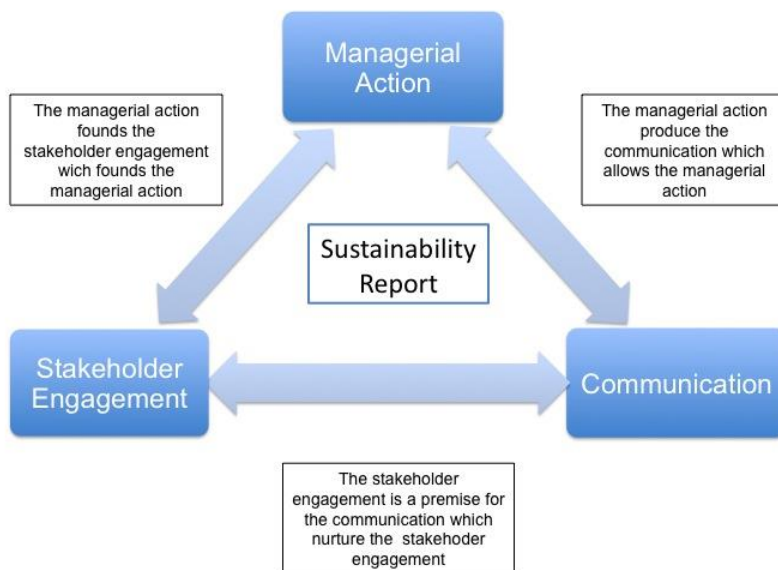 Managerial
Action
The managerial action
founds the
stakeholder engagement
wich founds the
managerial action
The managerial action
produce the
communication which
allows the managerial
action
Sustainability
Report
Stakeholder
Engagement
Communication
The stakeholder
engagement is a premise for
the communication which
nurture the stakehoder
engagement